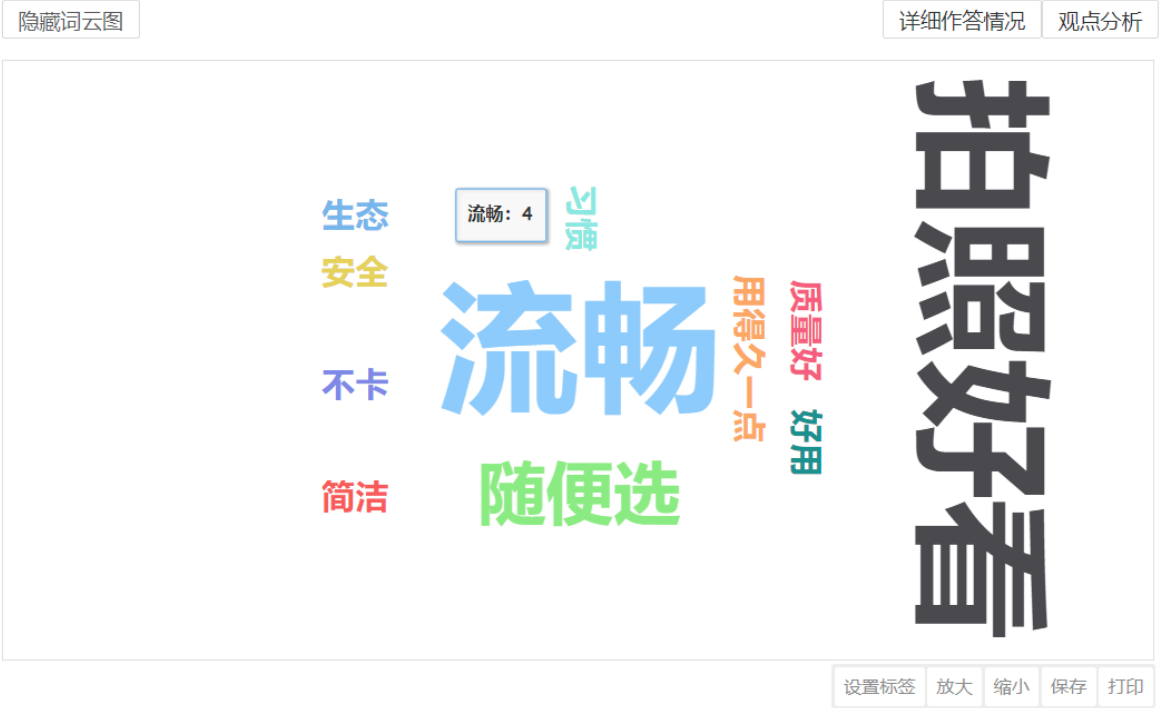 隐藏词云图
详细作答情况
观点分析
拍照好看
生态
流畅：4
习惯
安全
流畅
用得久一点
质量好
不卡
好用
随便选
简洁
设置标签
放大
缩小
保存
打印